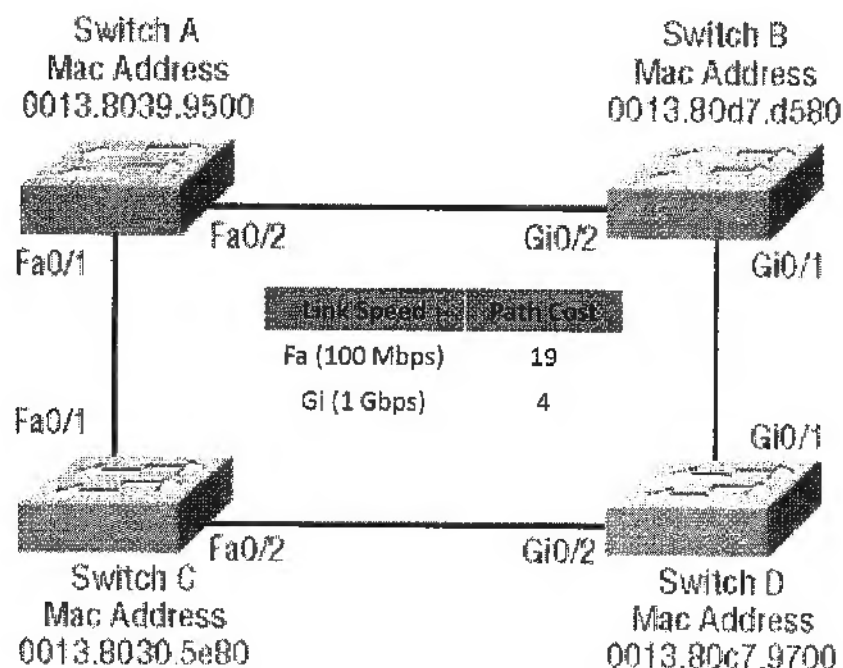 Switch A
Mac Address
0013.8039.9500
Switch B
Mac Address
0013.80d7.d580
Fa0/2
Gi0/2
Fa0/1
Gi0/1
Link Speed
Path Cost
Fa (100 Mbps)
19
Gi (1 Gbps)
4
Fa0/1
Gi0/1
Fa0/2
Gi0/2
Switch C
Mac Address
0013.8030.5e80
Switch D
Mac Address
0013.80c7.9700